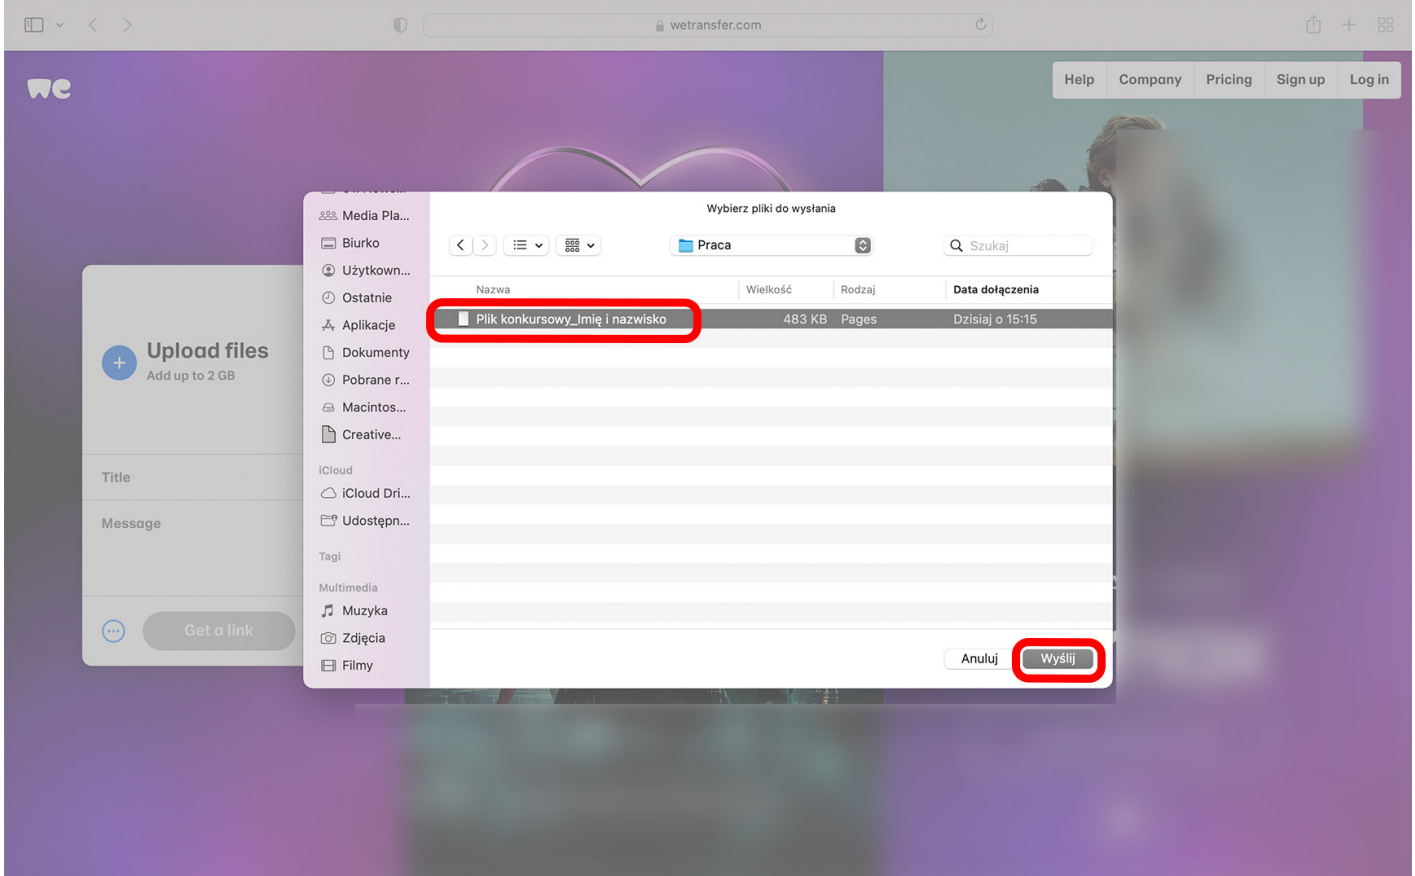 wetransfer.com
we
Help
Company
Pricing
Sign up
Log in
Upload files
Add up to 2 GB
Title
Message
Get a link
Media Pla...
Biurko
Użytkown...
Ostatnie
Aplikacje
Dokumenty
Pobrane r...
Macintos...
Creative...
iCloud
iCloud Dri...
Udostępn...
Tagi
Multimedia
Muzyka
Zdjęcia
Filmy
Wybierz pliki do wysłania
Praca
Szukaj
Nazwa Wielkość Rodzaj Data dołączenia
Plik konkursowy_Imię i nazwisko 483 KB Pages Dzisiaj o 15:15
Anuluj
Wyślij